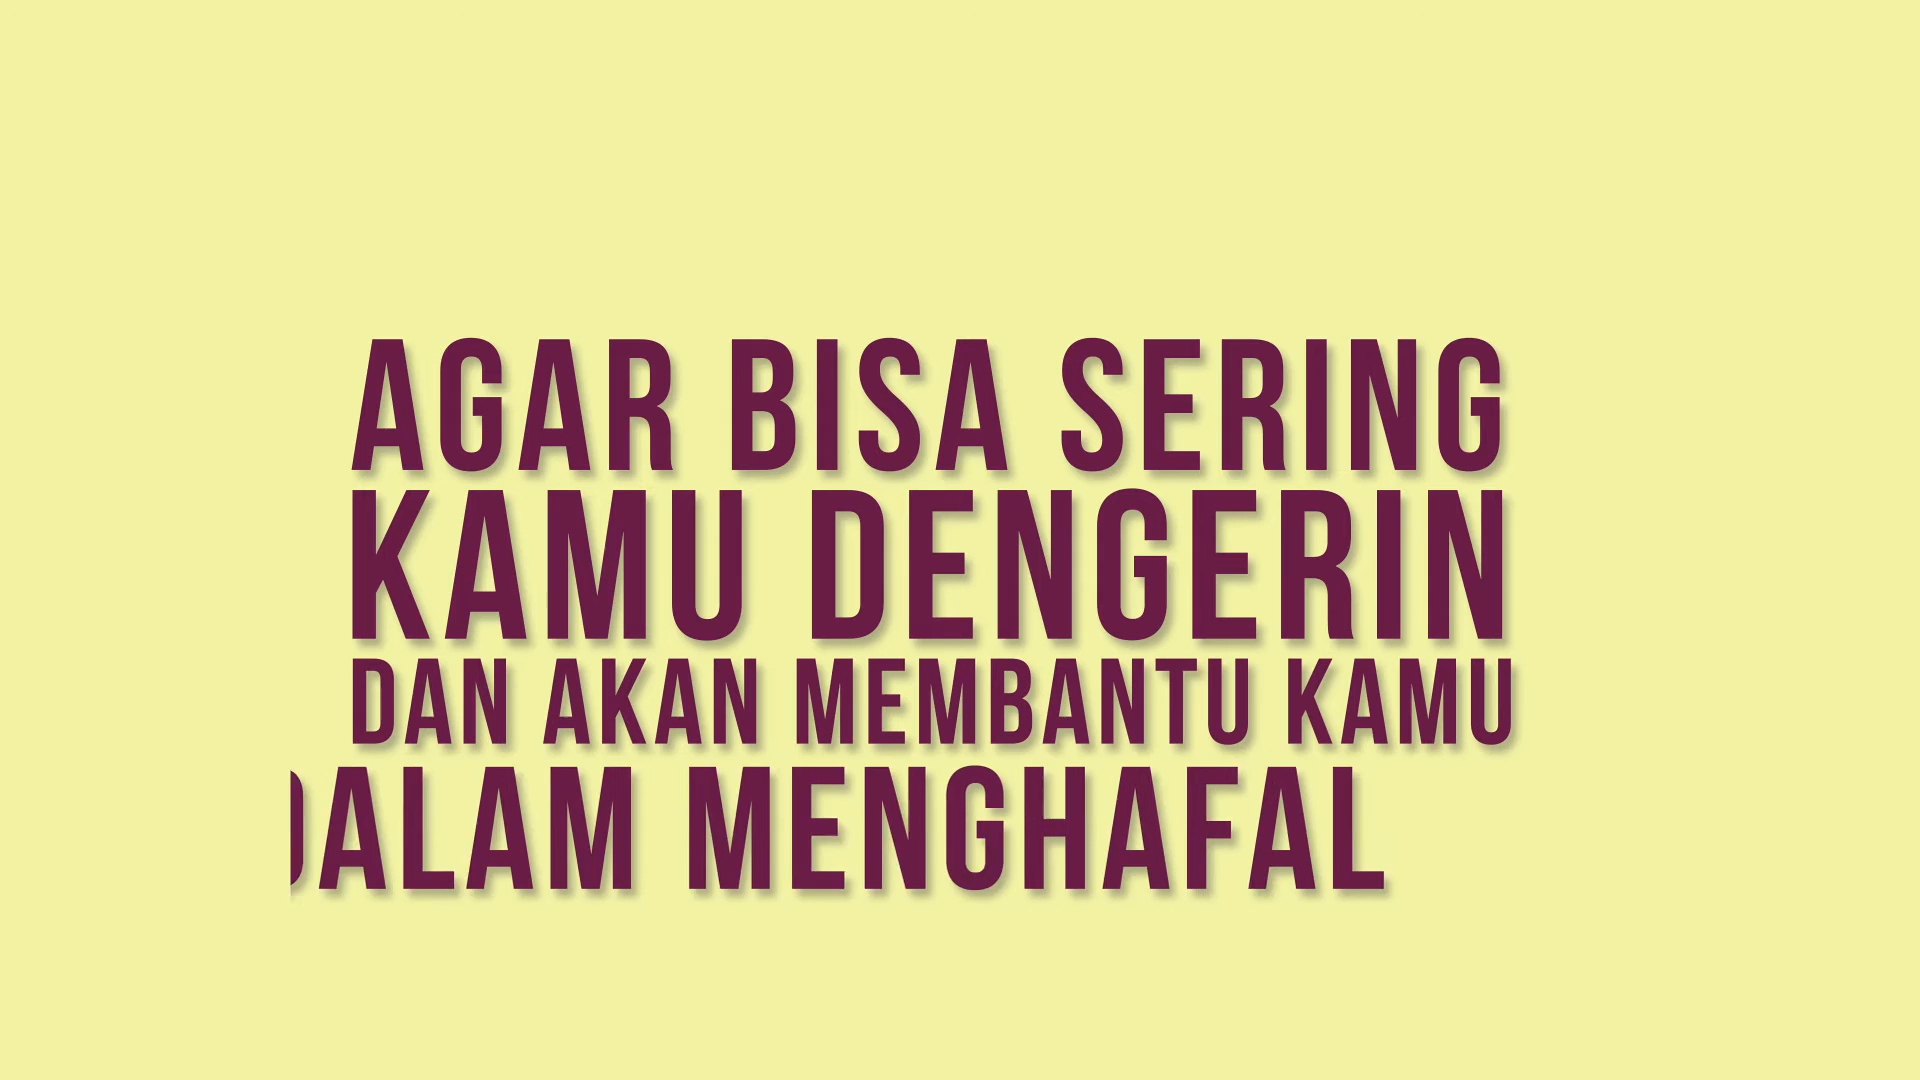 AGAR BISA SERING
KAMU DENGERIN
DAN AKAN MEMBANTU KAMU
DALAM MENGHAFAL